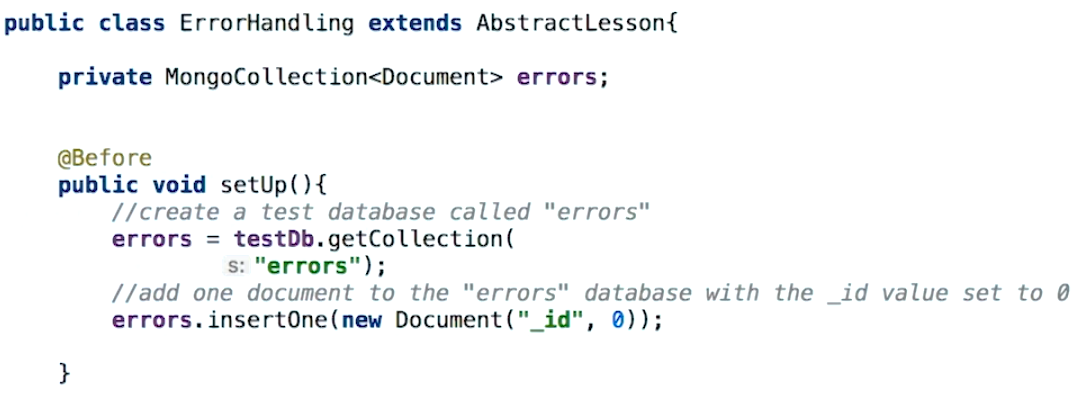 public class ErrorHandling extends AbstractLesson{
private MongoCollection<Document> errors;
@Before
public void setUp(){
//create a test database called "errors"
errors = testDb.getCollection(
s: "errors");
//add one document to the "errors" database with the _id value set to 0
errors.insertOne(new Document("_id", 0));
}